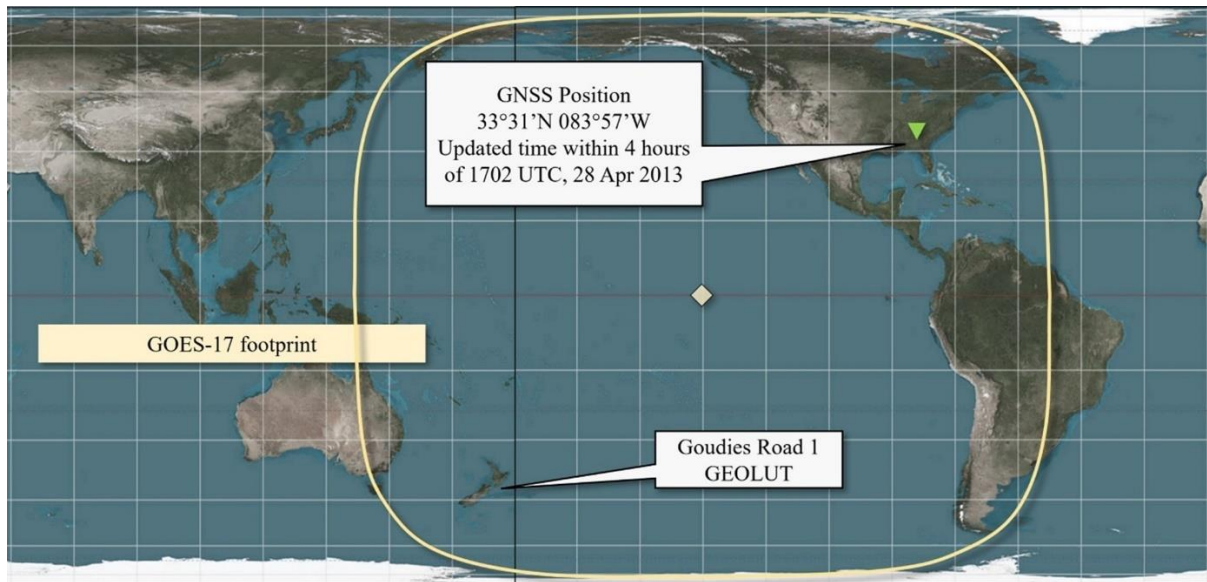 GNSS Position
33°31’N 083°57’W
Updated time within 4 hours
of 1702 UTC, 28 Apr 2013
GOES-17 footprint
Goudies Road 1
GEOLUT